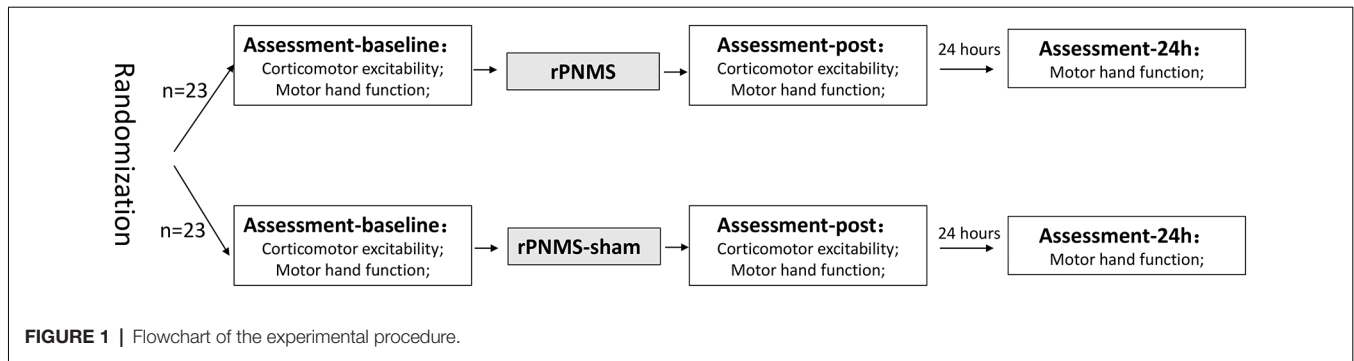 Randomization
n=23
Assessment-baseline：
Corticomotor excitability;
Motor hand function;
rPNMS
Assessment-post：
Corticomotor excitability;
Motor hand function;
24 hours
Assessment-24h：
Motor hand function;
n=23
Assessment-baseline：
Corticomotor excitability;
Motor hand function;
rPNMS-sham
Assessment-post：
Corticomotor excitability;
Motor hand function;
24 hours
Assessment-24h：
Motor hand function;
FIGURE 1 | Flowchart of the experimental procedure.